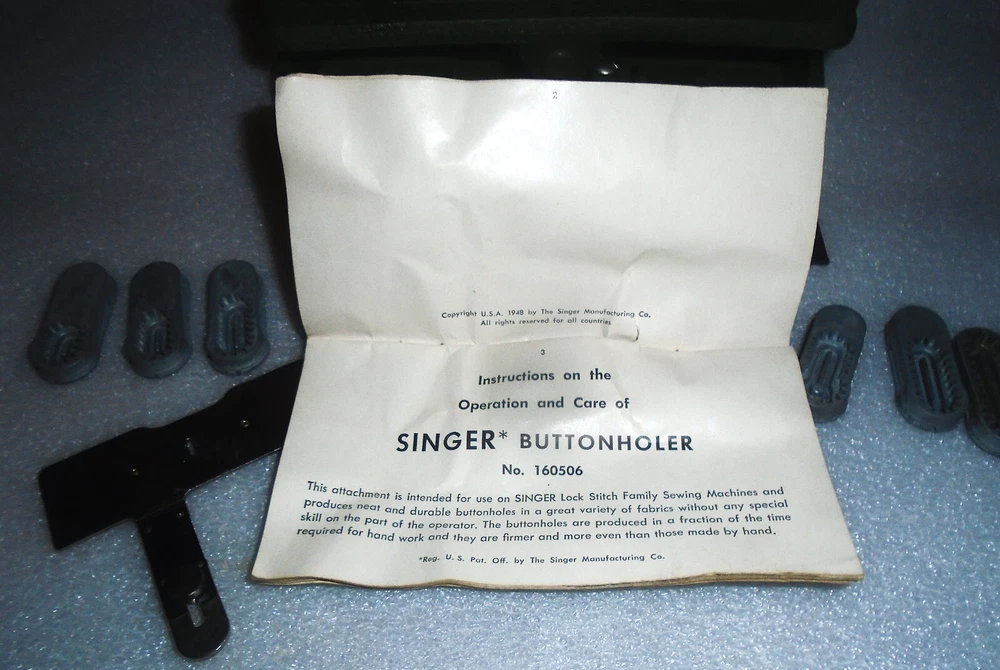 2
Copyright U.S.A. 1948 by The Singer Manufacturing Co.
All rights reserved for all countries
3
Instructions on the
Operation and Care of
SINGER* BUTTONHOLER
No. 160506
This attachment is intended for use on SINGER Lock Stitch Family Sewing Machines and
produces neat and durable buttonholes in a great variety of fabrics without any special
skill on the part of the operator. The buttonholes are produced in a fraction of the time
required for hand work and they are firmer and more even than those made by hand.
*Reg. U. S. Pat. Off. by The Singer Manufacturing Co.